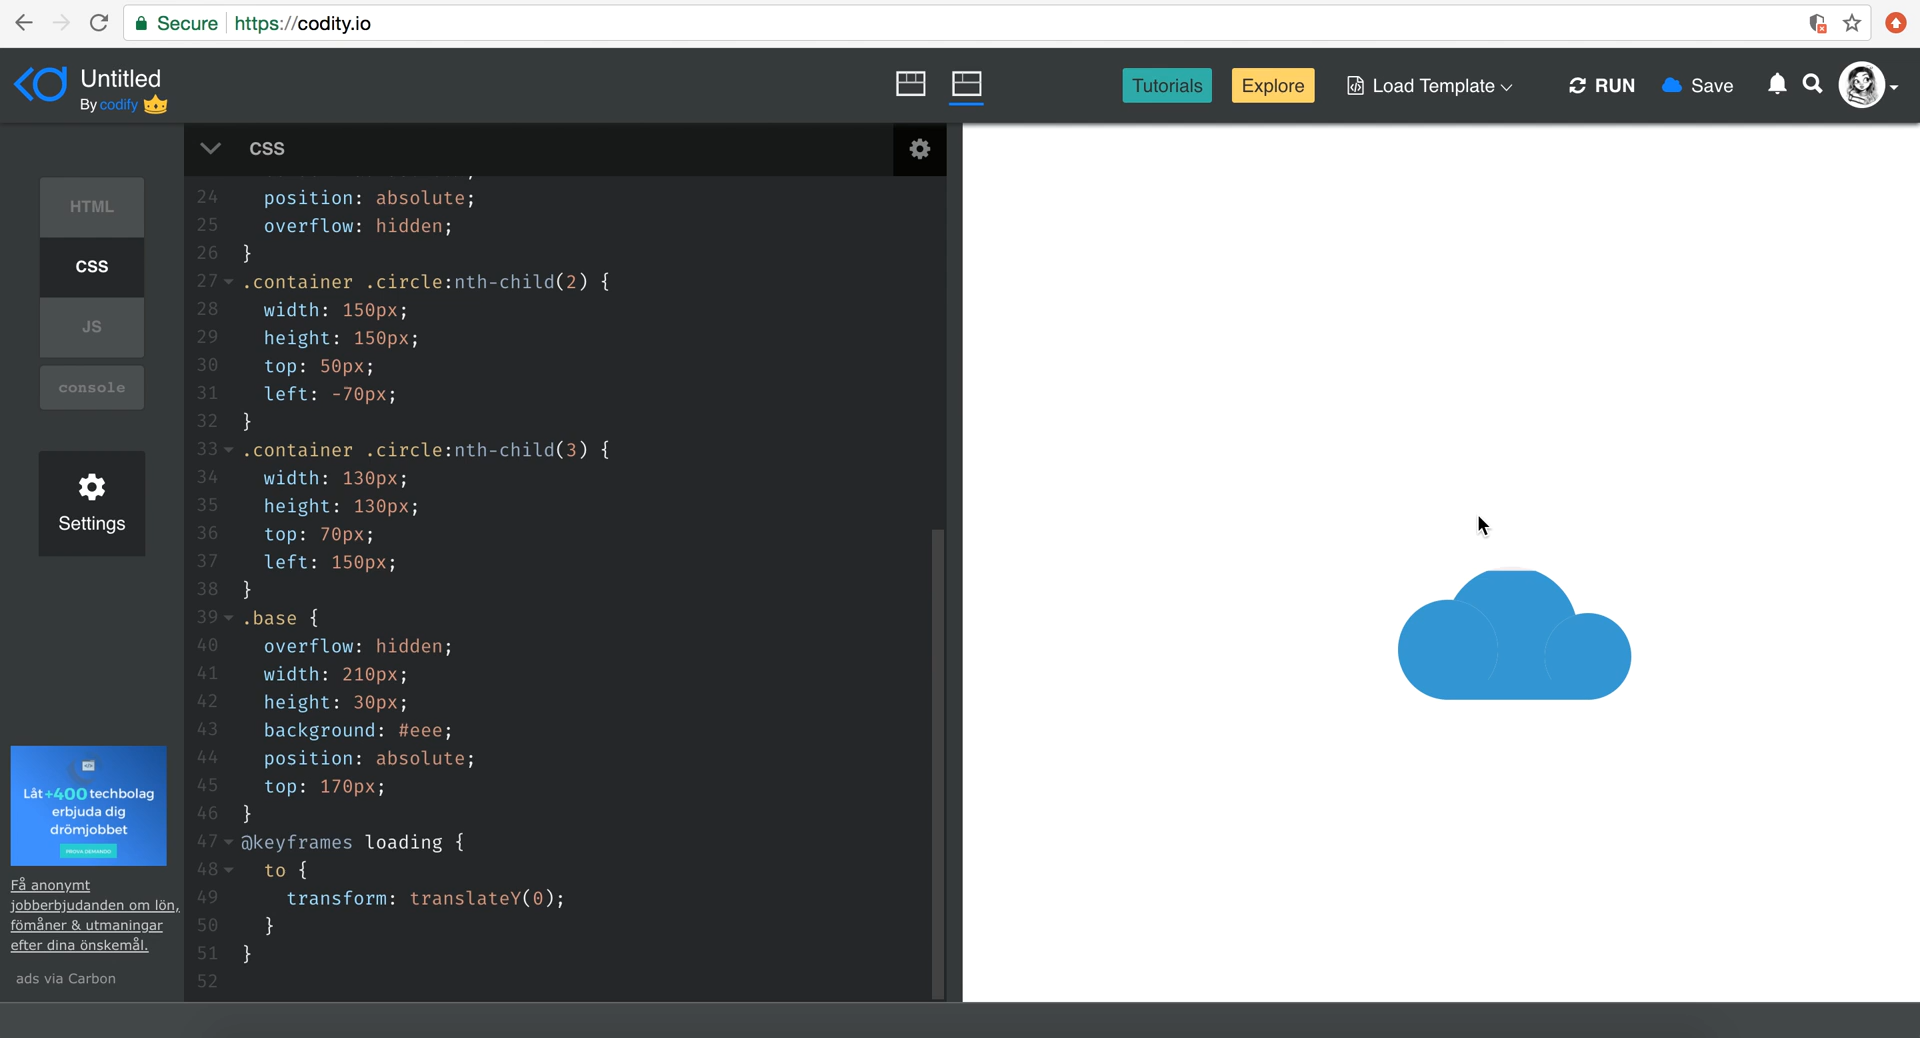 Secure https://codity.io
Untitled
By codify
Tutorials
Explore
Load Template
RUN
Save
CSS
HTML
CSS
JS
console
Settings
24 position: absolute;
25 overflow: hidden;
26 }
27 .container .circle:nth-child(2) {
28 width: 150px;
29 height: 150px;
30 top: 50px;
31 left: -70px;
32 }
33 .container .circle:nth-child(3) {
34 width: 130px;
35 height: 130px;
36 top: 70px;
37 left: 150px;
38 }
39 .base {
40 overflow: hidden;
41 width: 210px;
42 height: 30px;
43 background: #eee;
44 position: absolute;
45 top: 170px;
46 }
47 @keyframes loading {
48 to {
49 transform: translateY(0);
50 }
51 }
52
Låt +400 techbolag
erbjuda dig
drömjobbet
PROVA DEMANDO
Få anonymt
jobberbjudanden om lön,
fömåner & utmaningar
efter dina önskemål.
ads via Carbon